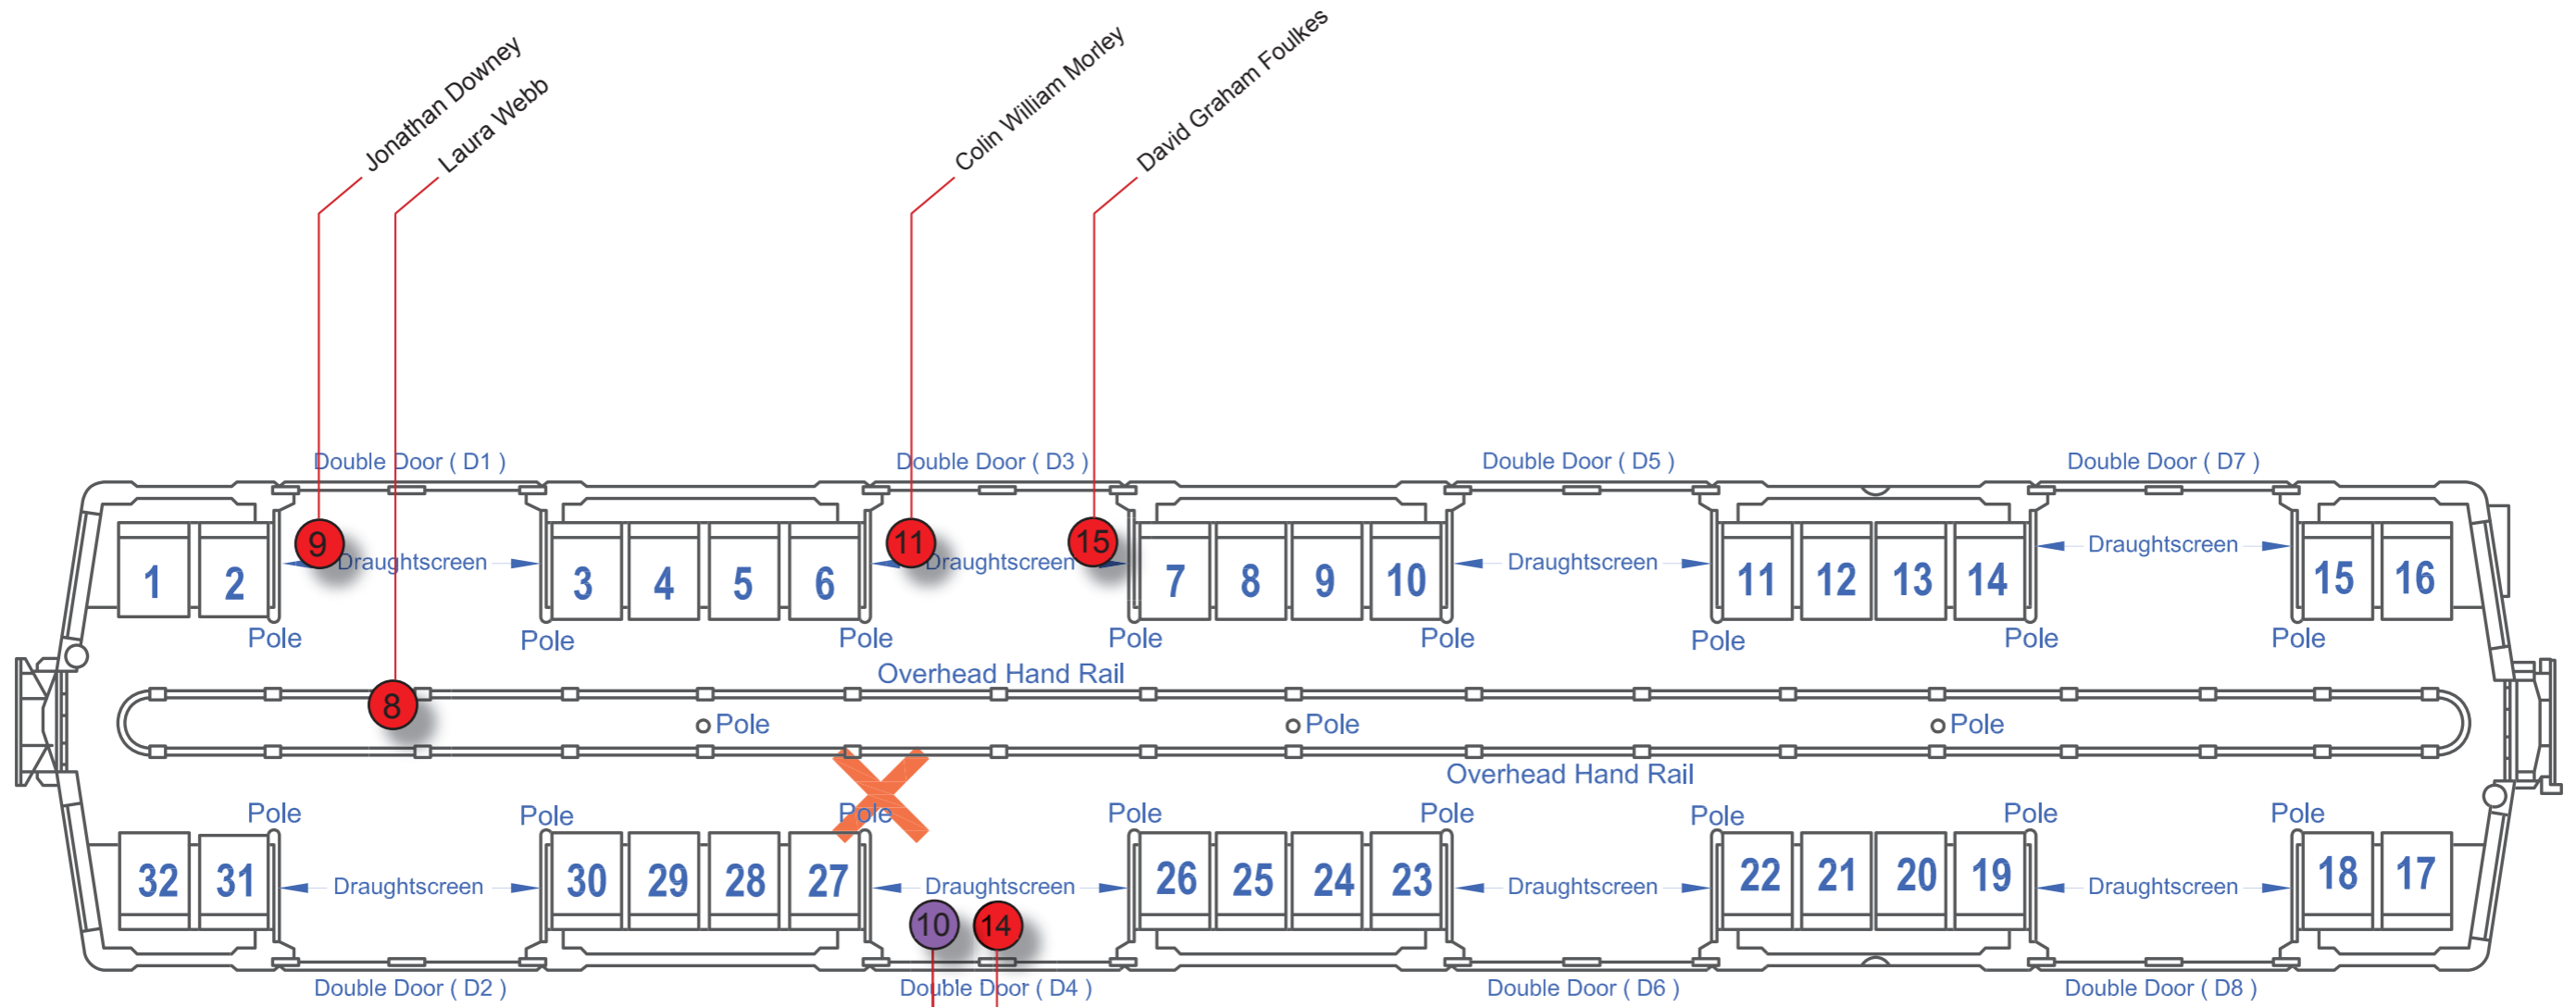 Jonathan Downey
Laura Webb
Colin William Morley
David Graham Foulkes
Double Door ( D1 )
Double Door ( D3 )
Double Door ( D5 )
Double Door ( D7 )
9
11
15
Draughtscreen
Draughtscreen
Draughtscreen
Draughtscreen
1 2 3 4 5 6 7 8 9 10 11 12 13 14 15 16
Pole Pole Pole Pole Pole Pole Pole Pole
Overhead Hand Rail
8
Pole Pole Pole
Overhead Hand Rail
Pole Pole Pole Pole Pole Pole Pole Pole
32 31 30 29 28 27 26 25 24 23 22 21 20 19 18 17
Draughtscreen
Draughtscreen
Draughtscreen
Draughtscreen
10
14
Double Door ( D2 )
Double Door ( D4 )
Double Door ( D6 )
Double Door ( D8 )